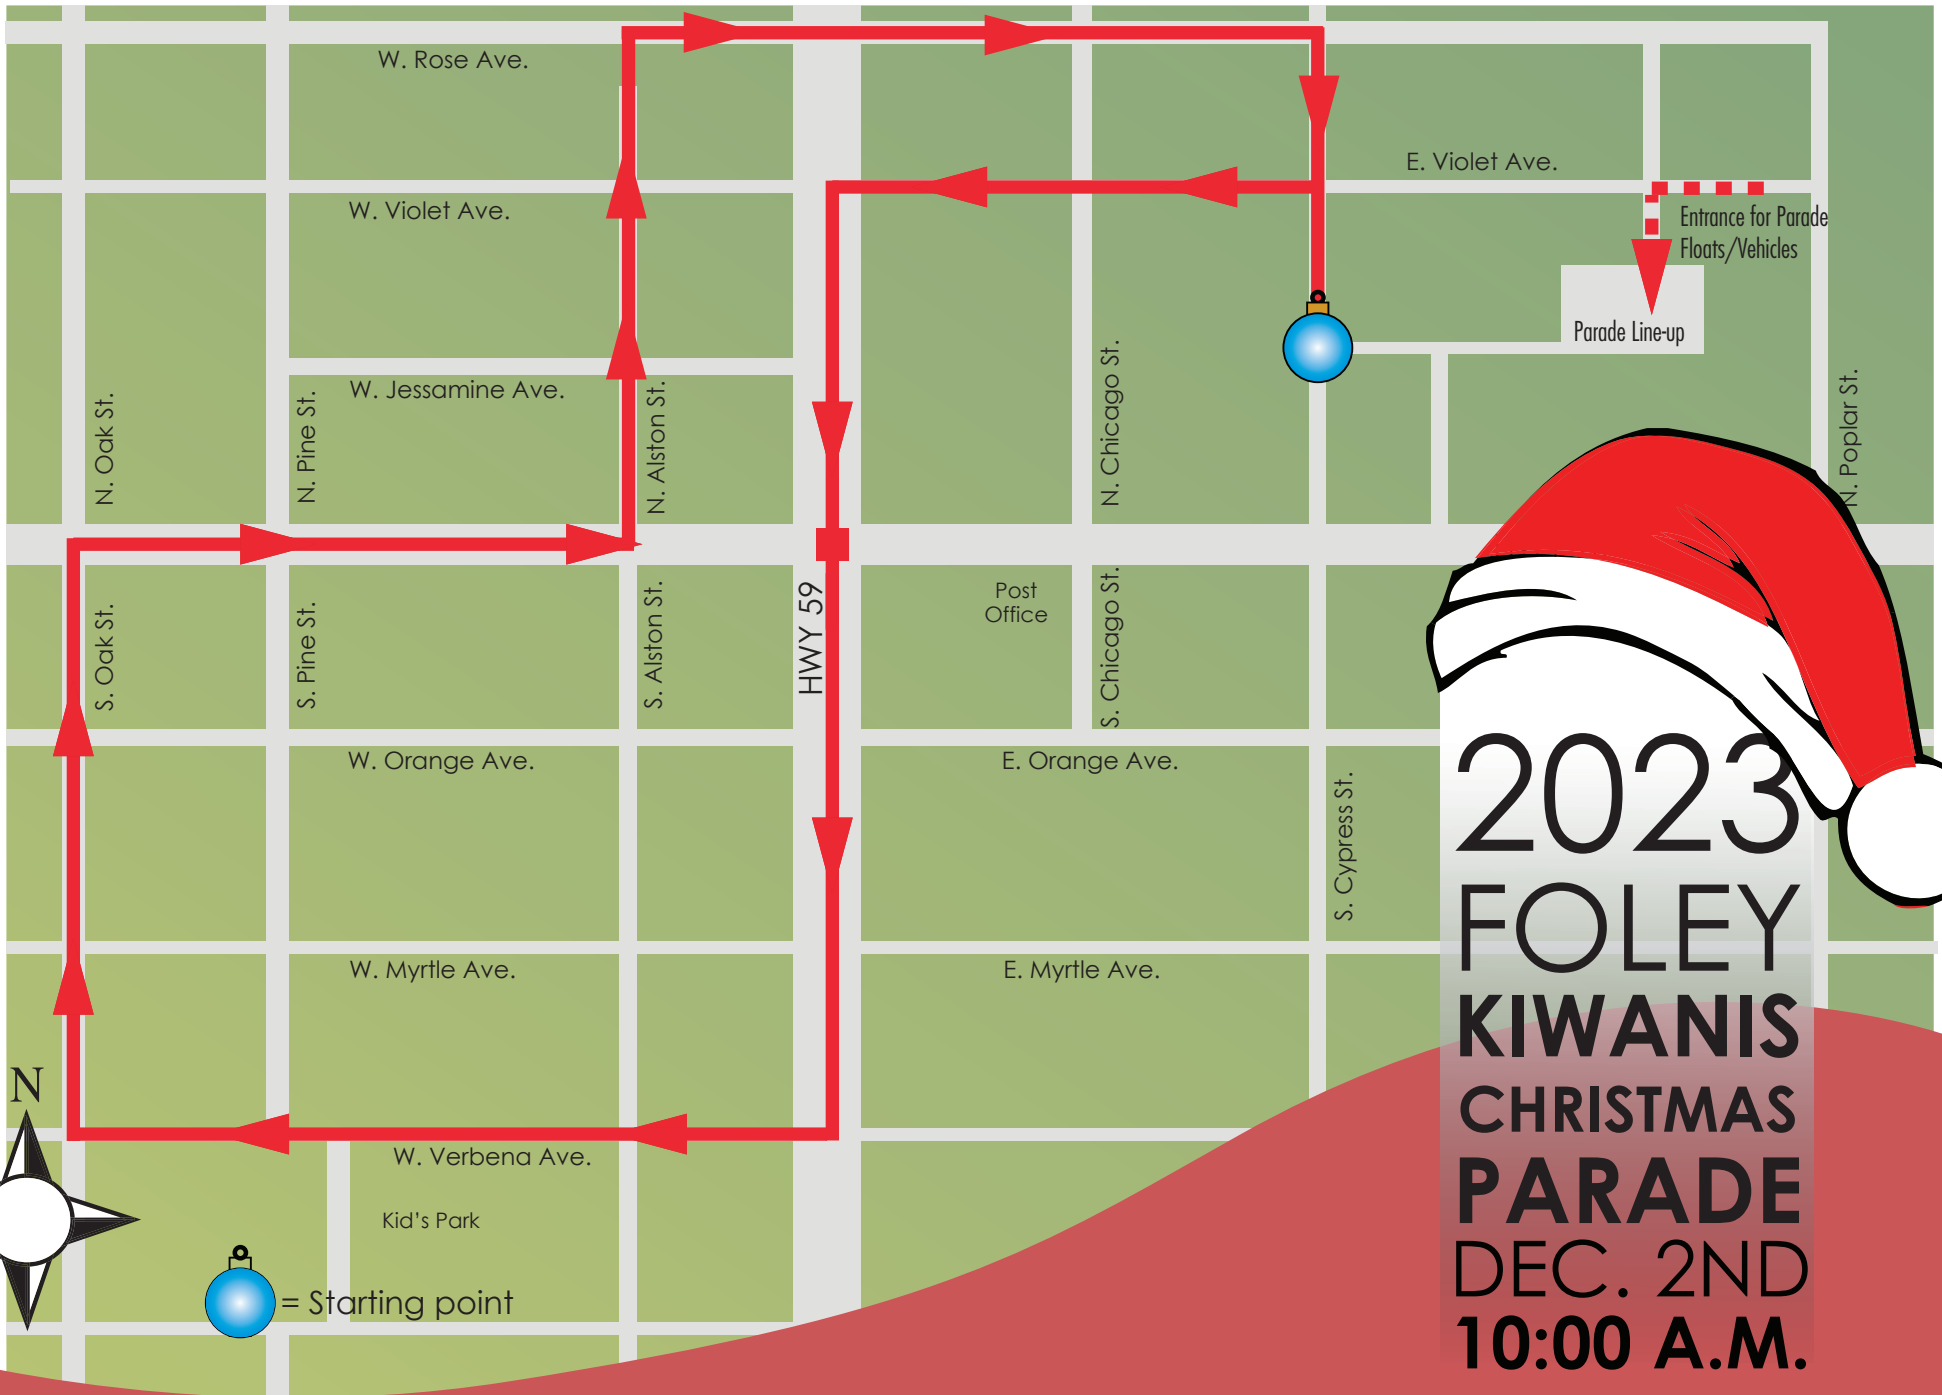 W. Rose Ave.
E. Violet Ave.
W. Violet Ave.
Entrance for Parade
Floats/Vehicles
Parade Line-up
W. Jessamine Ave.
N. Oak St.
N. Pine St.
N. Alston St.
N. Chicago St.
N. Poplar St.
S. Oak St.
S. Pine St.
S. Alston St.
HWY 59
Post
Office
S. Chicago St.
W. Orange Ave.
E. Orange Ave.
S. Cypress St.
W. Myrtle Ave.
E. Myrtle Ave.
N
W. Verbena Ave.
Kid's Park
= Starting point
2023
FOLEY
KIWANIS
CHRISTMAS
PARADE
DEC. 2ND
10:00 A.M.